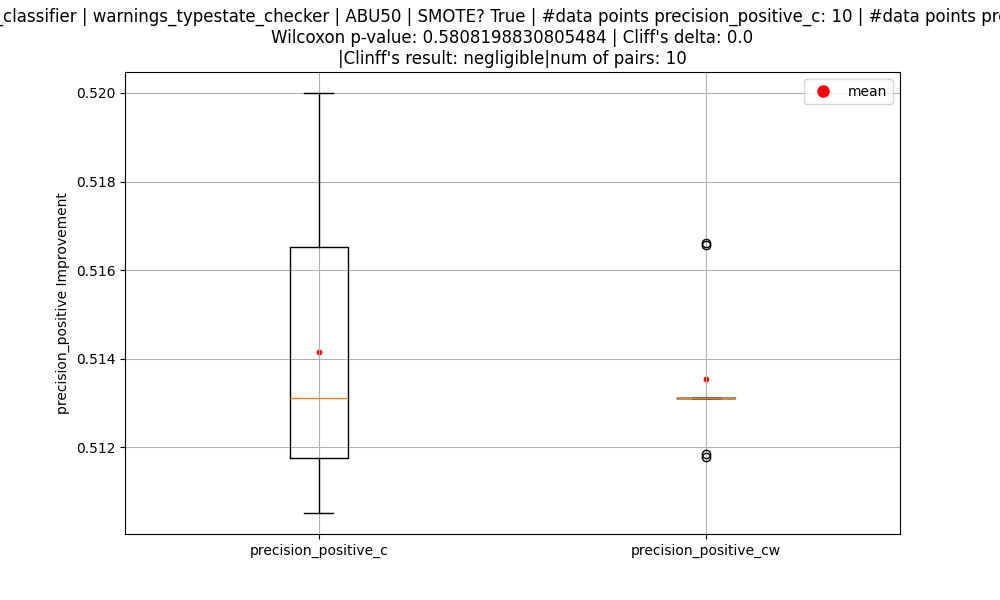 _classifier | warnings_typestate_checker | ABU50 | SMOTE? True | #data points precision_positive_c: 10 | #data points
Wilcoxon p-value: 0.5808198830805484 | Cliff's delta: 0.0
|Clinff's result: negligible|num of pairs: 10
mean
0.520
0.518
0.516
0.514
0.512
precision_positive Improvement
precision_positive_c
precision_positive_cw